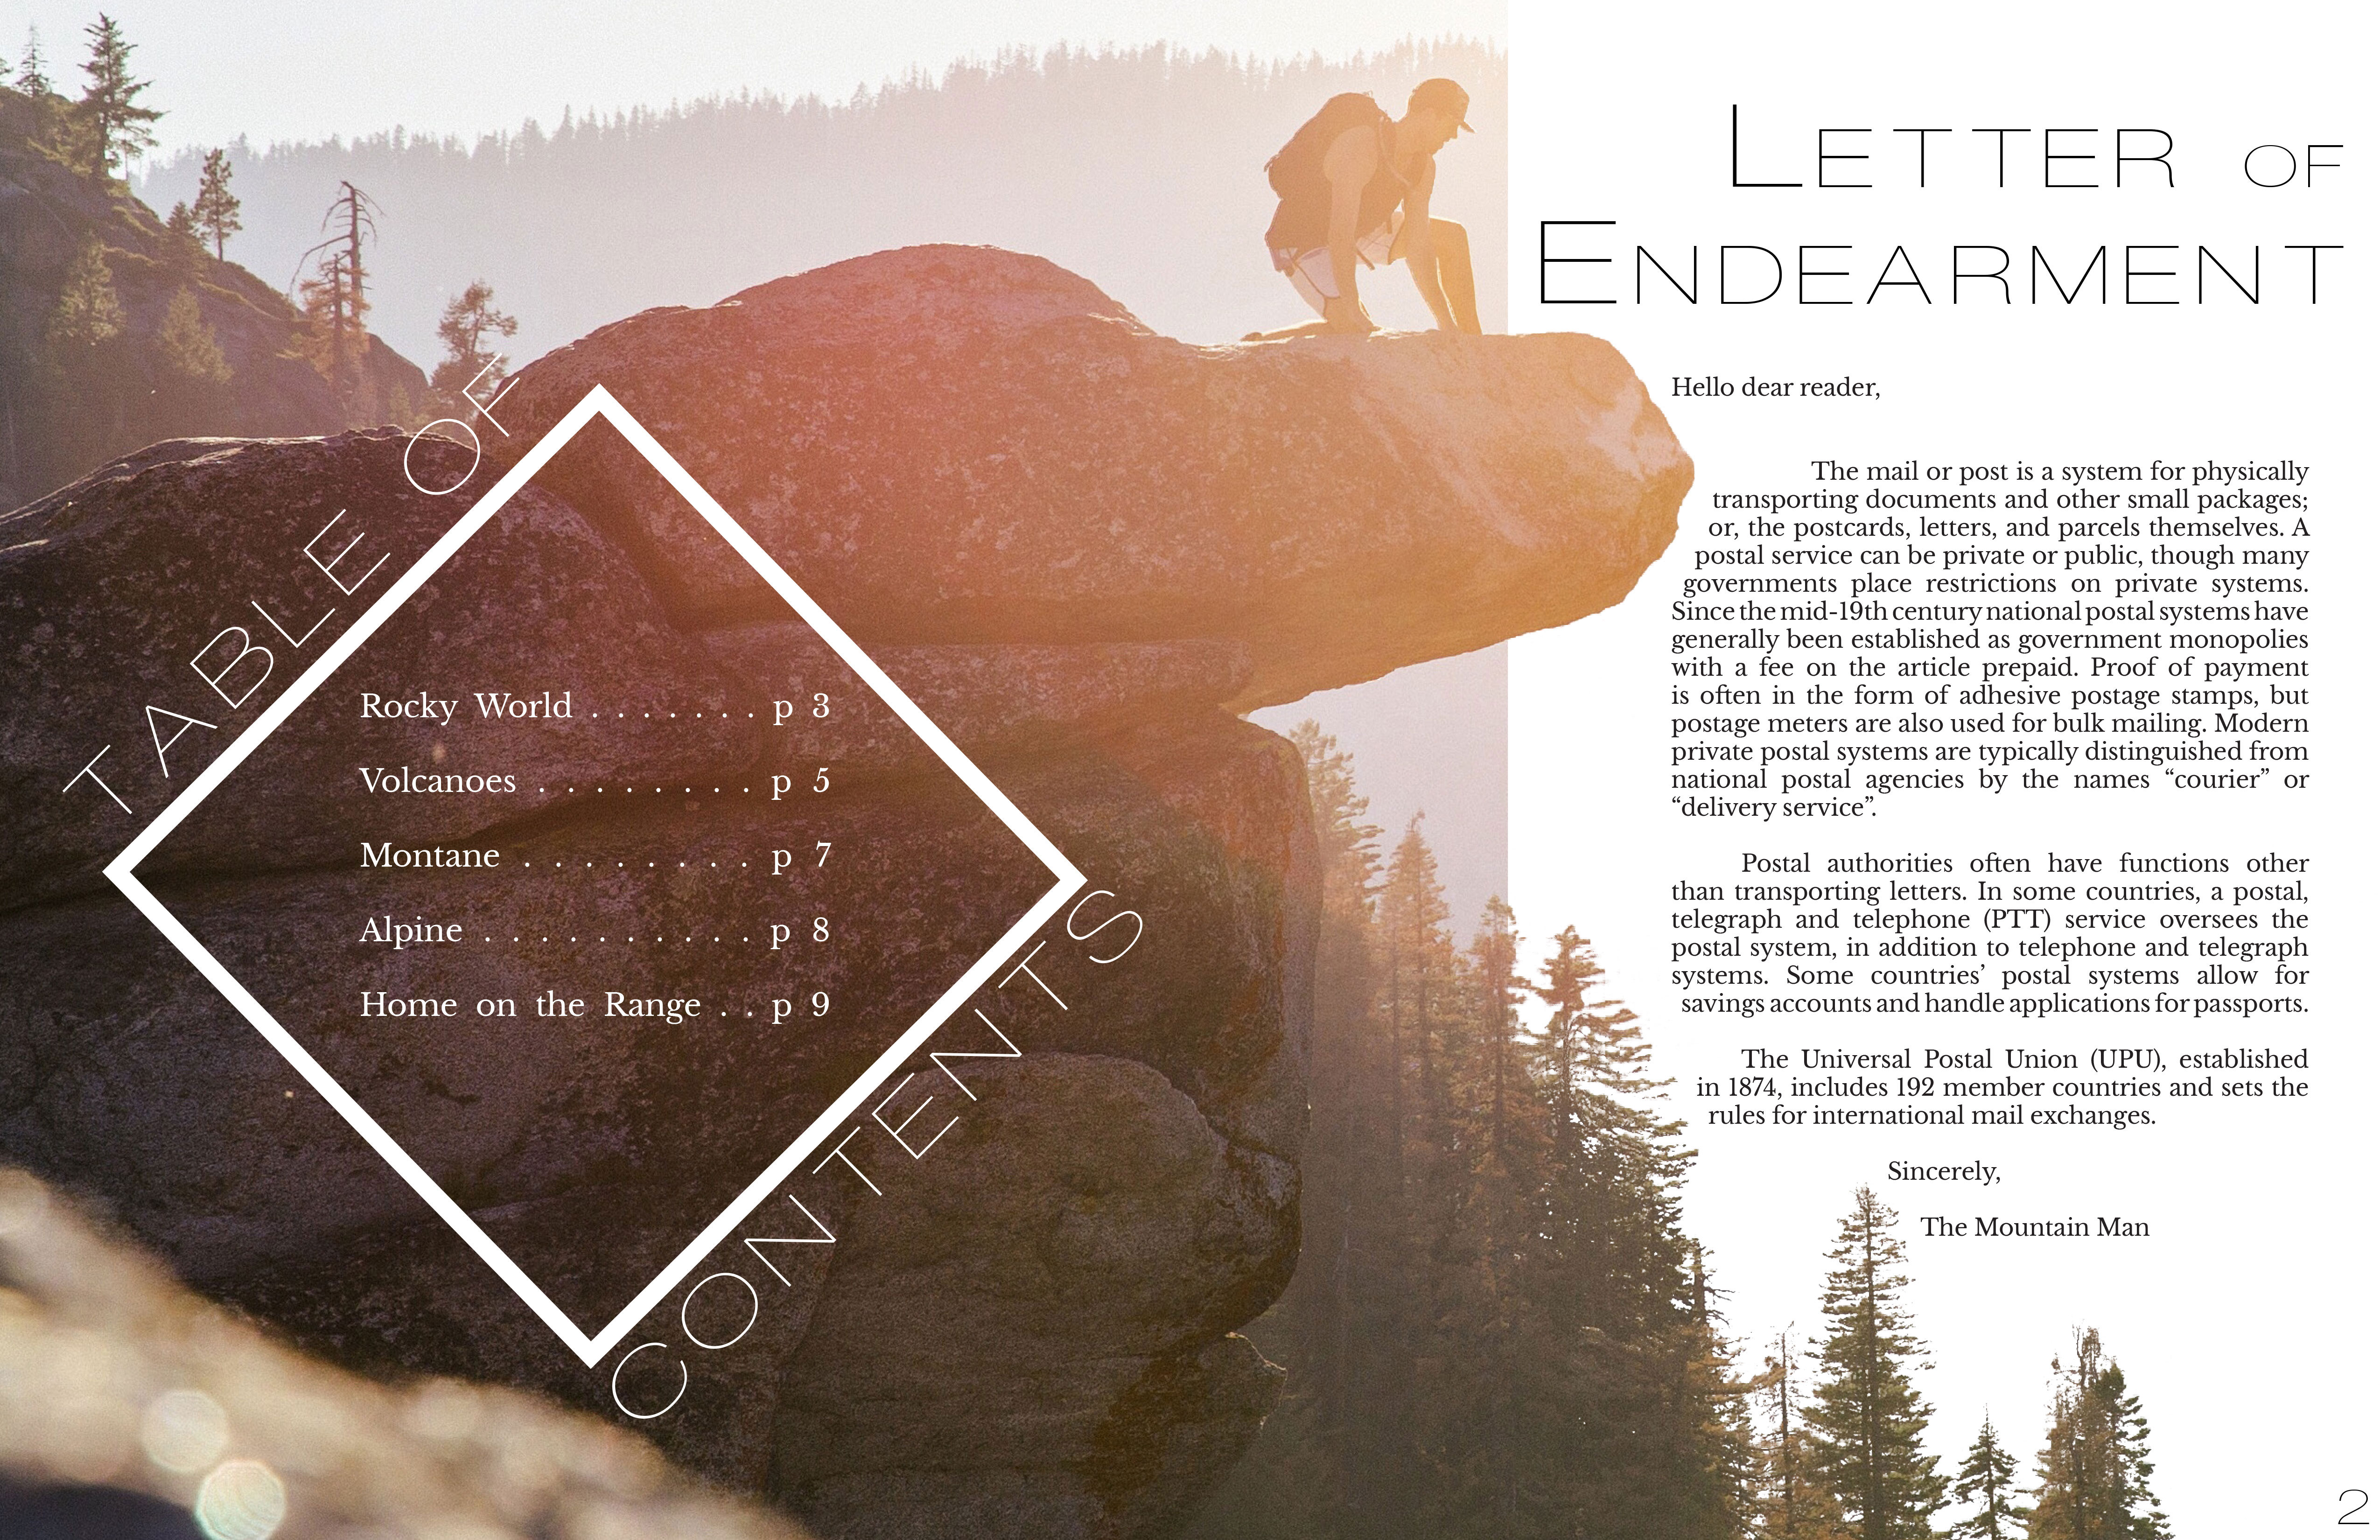 TABLE OF
CONTENTS
Rocky World . . . . . . . p 3
Volcanoes . . . . . . . . p 5
Montane . . . . . . . . p 7
Alpine . . . . . . . . . . p 8
Home on the Range . . p 9
LETTER OF
ENDEARMENT
Hello dear reader,
The mail or post is a system for physically
transporting documents and other small packages;
or, the postcards, letters, and parcels themselves. A
postal service can be private or public, though many
governments place restrictions on private systems.
Since the mid-19th century national postal systems have
generally been established as government monopolies
with a fee on the article prepaid. Proof of payment
is often in the form of adhesive postage stamps, but
postage meters are also used for bulk mailing. Modern
private postal systems are typically distinguished from
national postal agencies by the names “courier” or
“delivery service”.
Postal authorities often have functions other
than transporting letters. In some countries, a postal,
telegraph and telephone (PTT) service oversees the
postal system, in addition to telephone and telegraph
systems. Some countries’ postal systems allow for
savings accounts and handle applications for passports.
The Universal Postal Union (UPU), established
in 1874, includes 192 member countries and sets the
rules for international mail exchanges.
Sincerely,
The Mountain Man
2